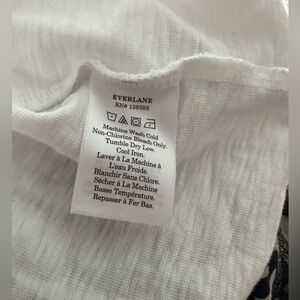 EVERLANE
RN# 139393
Machine Wash Cold
Non-Chlorine Bleach Only.
Tumble Dry Low.
Cool Iron.
Laver à La Machine à
L'eau Froide.
Blanchir Sans Chlore.
Sécher à La Machine
Basse Température.
Repasser à Fer Bas.